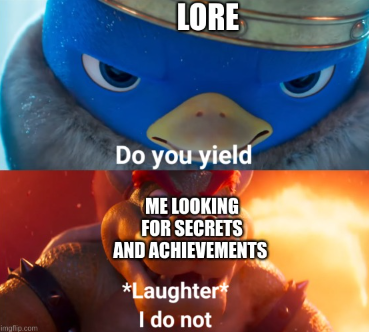 LORE
Do you yield
ME LOOKING
FOR SECRETS
AND ACHIEVEMENTS
*Laughter*
I do not
imgflip.com